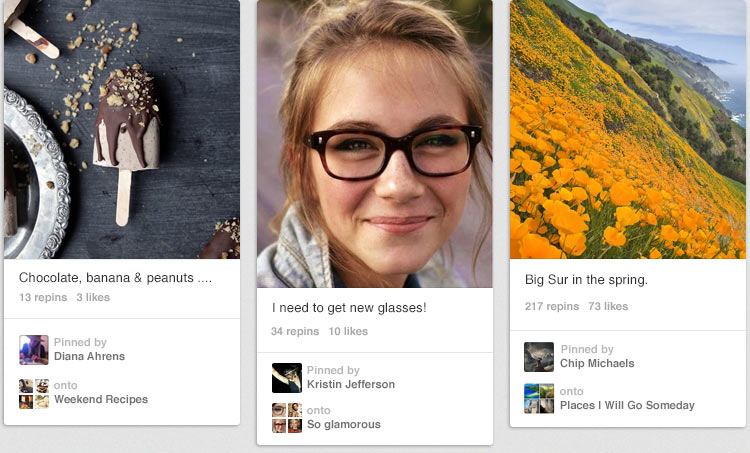 Chocolate, banana & peanuts ....
13 repins 3 likes
Pinned by
Diana Ahrens
onto
Weekend Recipes
I need to get new glasses!
34 repins 10 likes
Pinned by
Kristin Jefferson
onto
So glamorous
Big Sur in the spring.
217 repins 73 likes
Pinned by
Chip Michaels
onto
Places I Will Go Someday